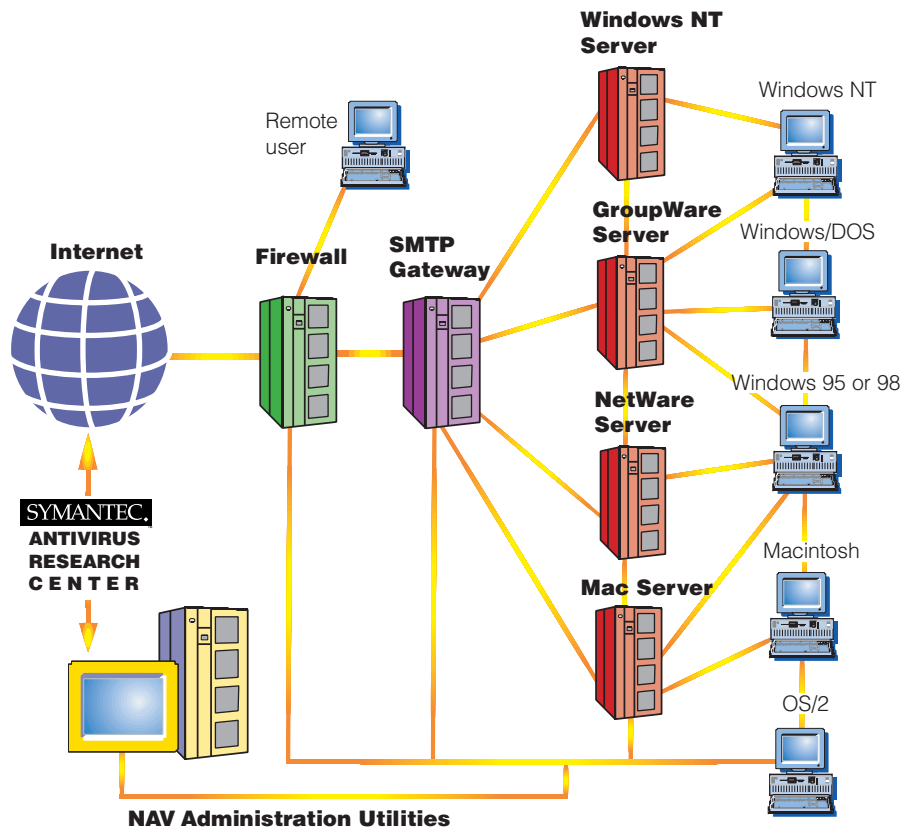 Windows NT
Server
Windows NT
Remote
user
GroupWare
Server
Windows/DOS
Internet
Firewall
SMTP
Gateway
Windows 95 or 98
NetWare
Server
SYMANTEC.
ANTIVIRUS
RESEARCH
CENTER
Macintosh
Mac Server
OS/2
NAV Administration Utilities